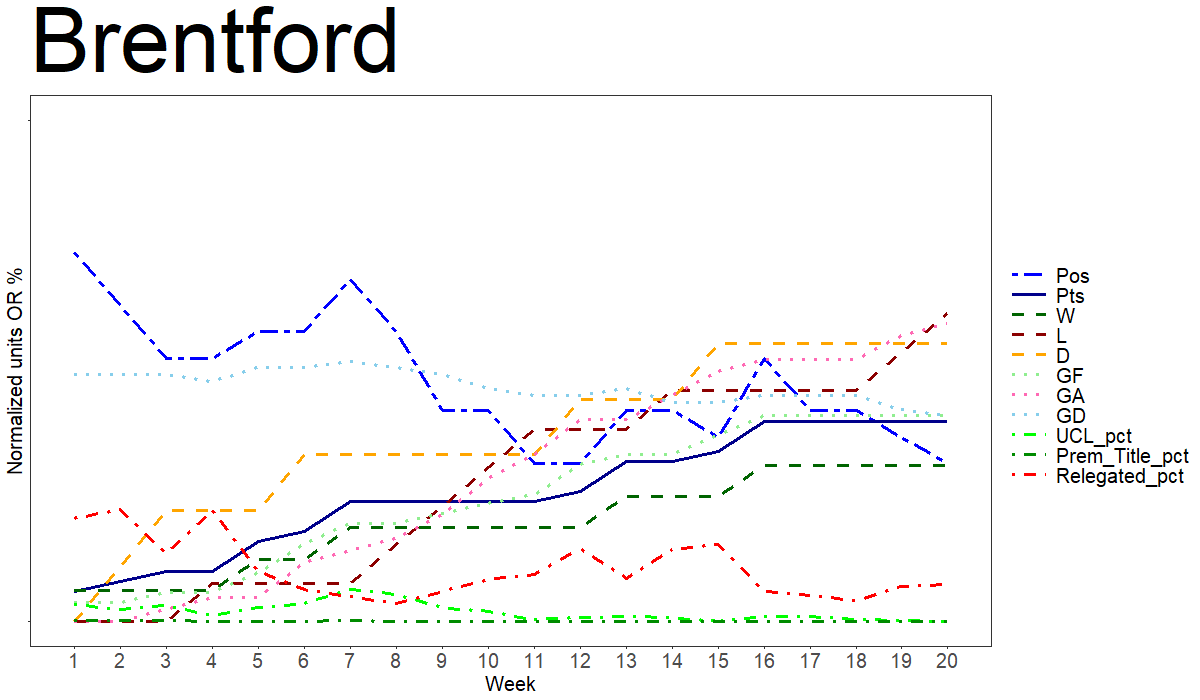 Brentford
Normalized units OR %
Pos
Pts
W
L
D
GF
GA
GD
UCL_pct
Prem_Title_pct
Relegated_pct
1 2 3 4 5 6 7 8 9 10 11 12 13 14 15 16 17 18 19 20
Week